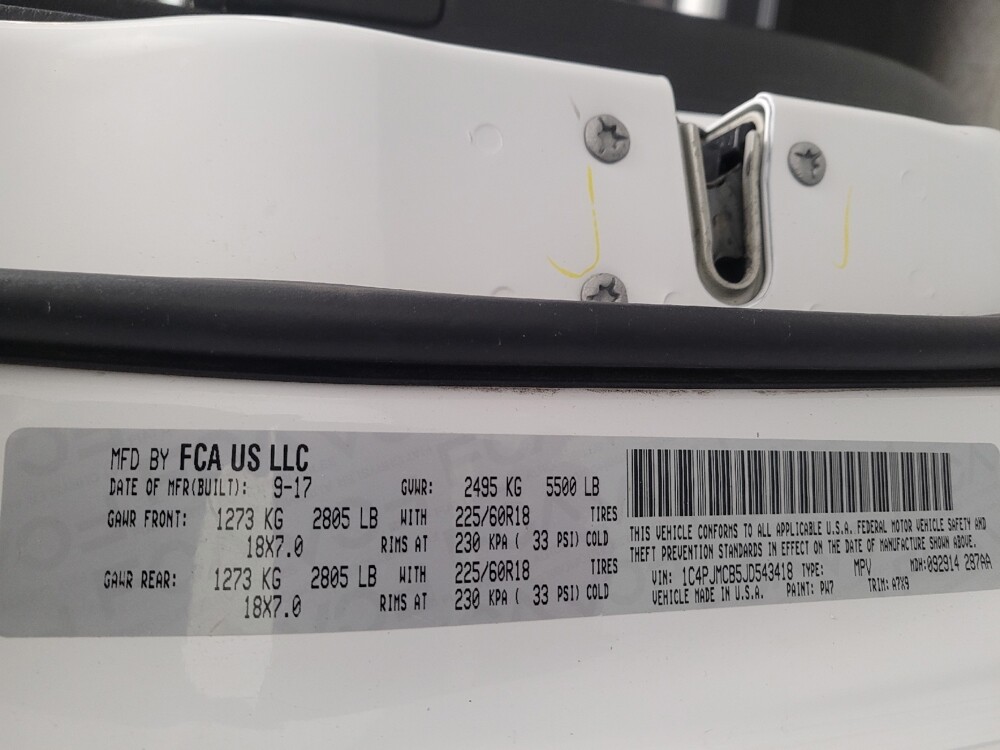 MFD BY FCA US LLC
DATE OF MFR(BUILT): 9-17 GVWR: 2495 KG 5500 LB
GAWR FRONT: 1273 KG 2805 LB WITH 225/60R18 TIRES
18X7.0 RIMS AT 230 KPA ( 33 PSI) COLD
GAWR REAR: 1273 KG 2805 LB WITH 225/60R18 TIRES
18X7.0 RIMS AT 230 KPA ( 33 PSI) COLD
THIS VEHICLE CONFORMS TO ALL APPLICABLE U.S.A. FEDERAL MOTOR VEHICLE SAFETY AND
THEFT PREVENTION STANDARDS IN EFFECT ON THE DATE OF MANUFACTURE SHOWN ABOVE.
VIN: 1C4PJMCB5JD543418 TYPE: MPV MDH:092914 287AA
VEHICLE MADE IN U.S.A. PAINT: PW7 TRIM: A7X9